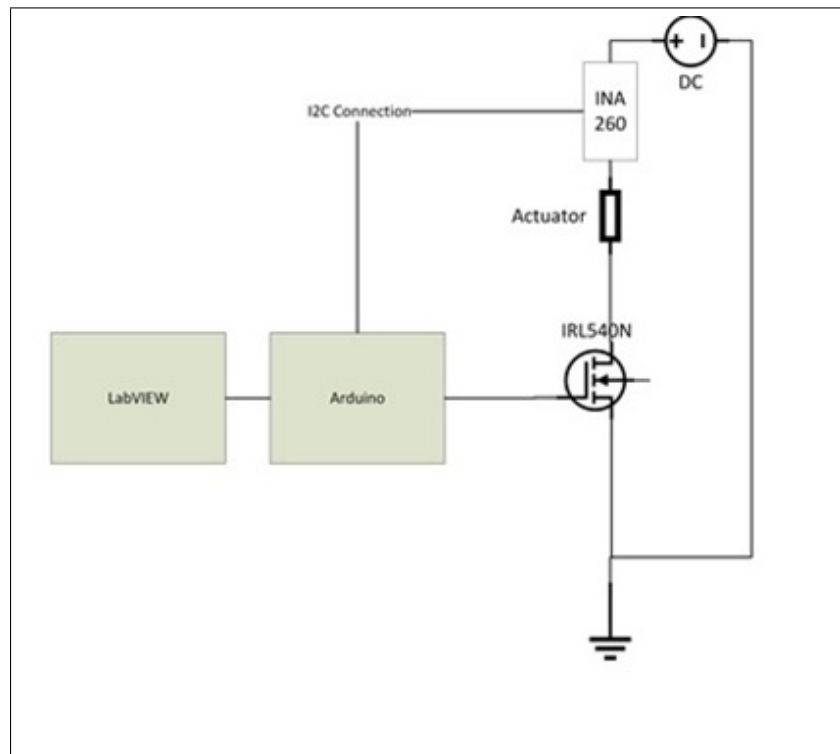 INA
260
DC
I2C Connection
Actuator
IRL540N
LabVIEW
Arduino